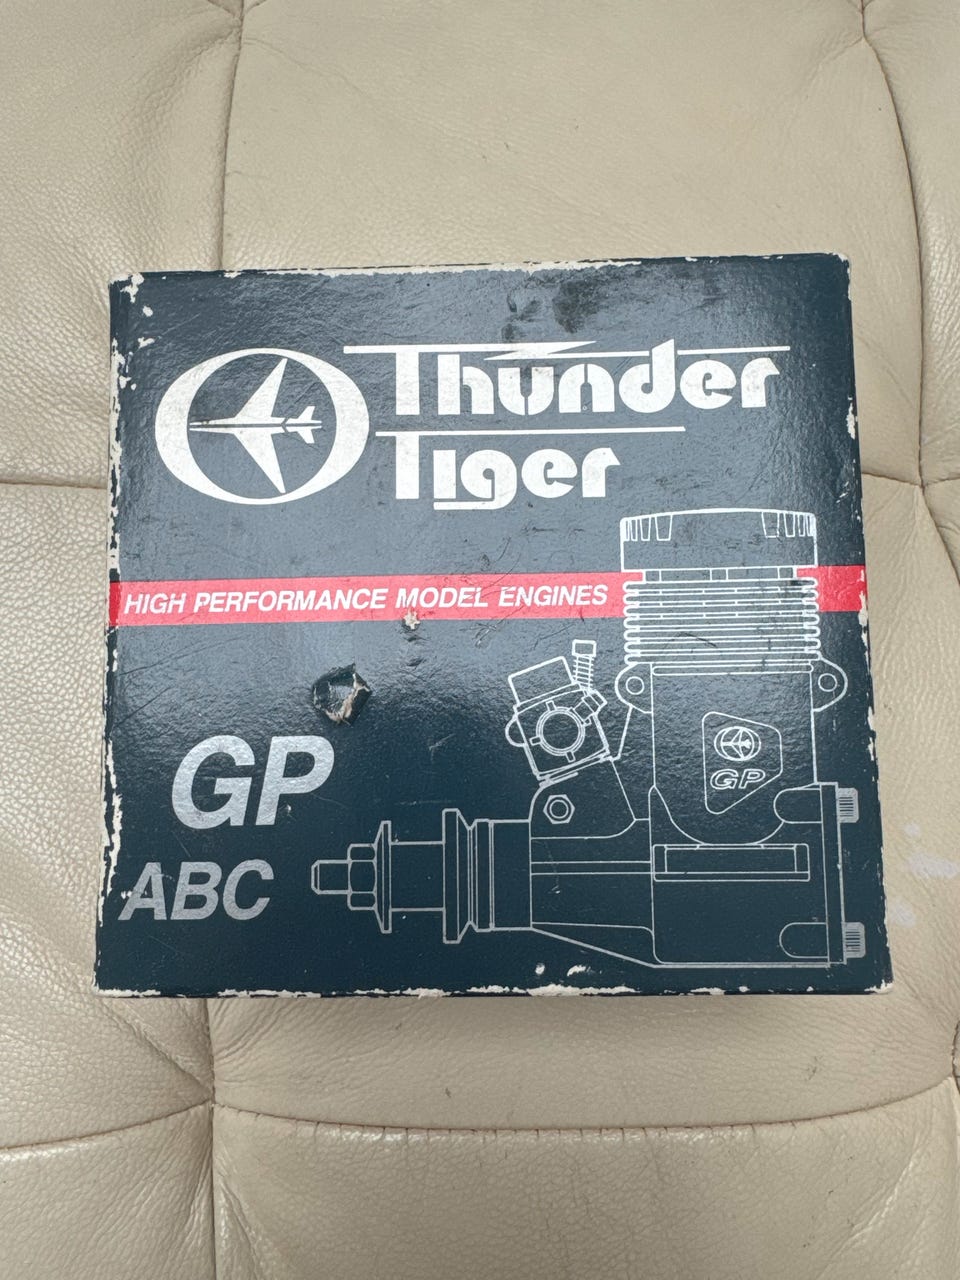 Thunder
Tiger
HIGH PERFORMANCE MODEL ENGINES
GP
GP
ABC